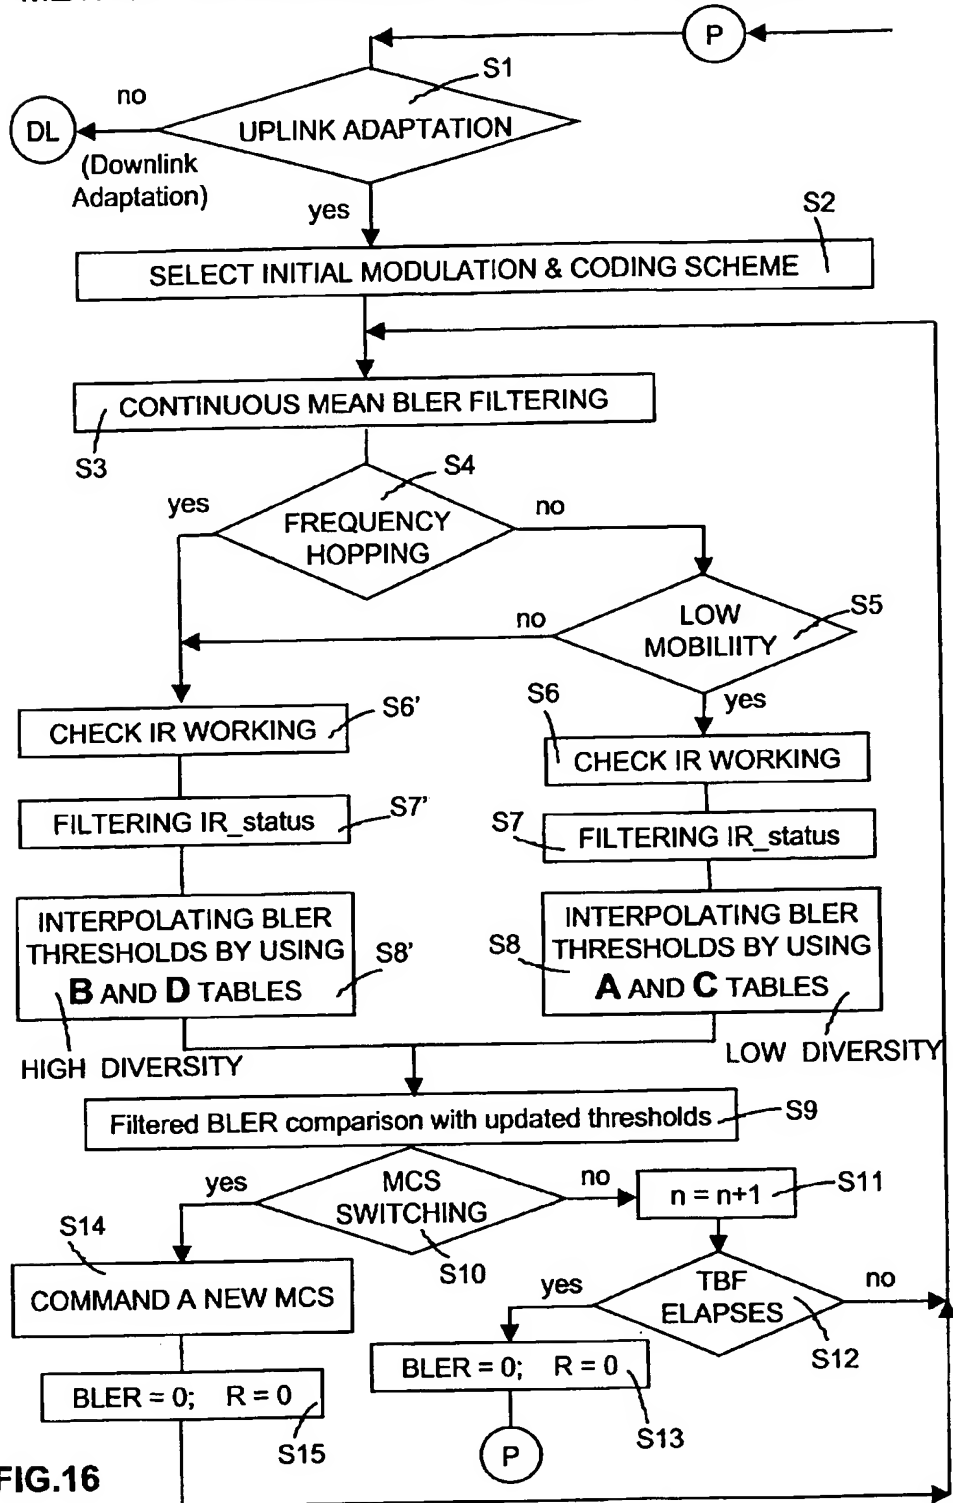 P
S1
no
DL
UPLINK ADAPTATION
(Downlink
Adaptation)
yes
S2
SELECT INITIAL MODULATION & CODING SCHEME
CONTINUOUS MEAN BLER FILTERING
S3
S4
yes
FREQUENCY
HOPPING
no
no
LOW
MOBILIITY
S5
yes
S6'
CHECK IR WORKING
S6
CHECK IR WORKING
FILTERING IR_status
S7'
S7
FILTERING IR_status
INTERPOLATING BLER
THRESHOLDS BY USING
B AND D TABLES
S8'
S8
INTERPOLATING BLER
THRESHOLDS BY USING
A AND C TABLES
HIGH DIVERSITY
LOW DIVERSITY
Filtered BLER comparison with updated thresholds
S9
yes
MCS
SWITCHING
no
S10
n = n+1
S11
S14
COMMAND A NEW MCS
yes
TBF
ELAPSES
no
S12
BLER = 0; R = 0
S13
BLER = 0; R = 0
S15
P
FIG.16